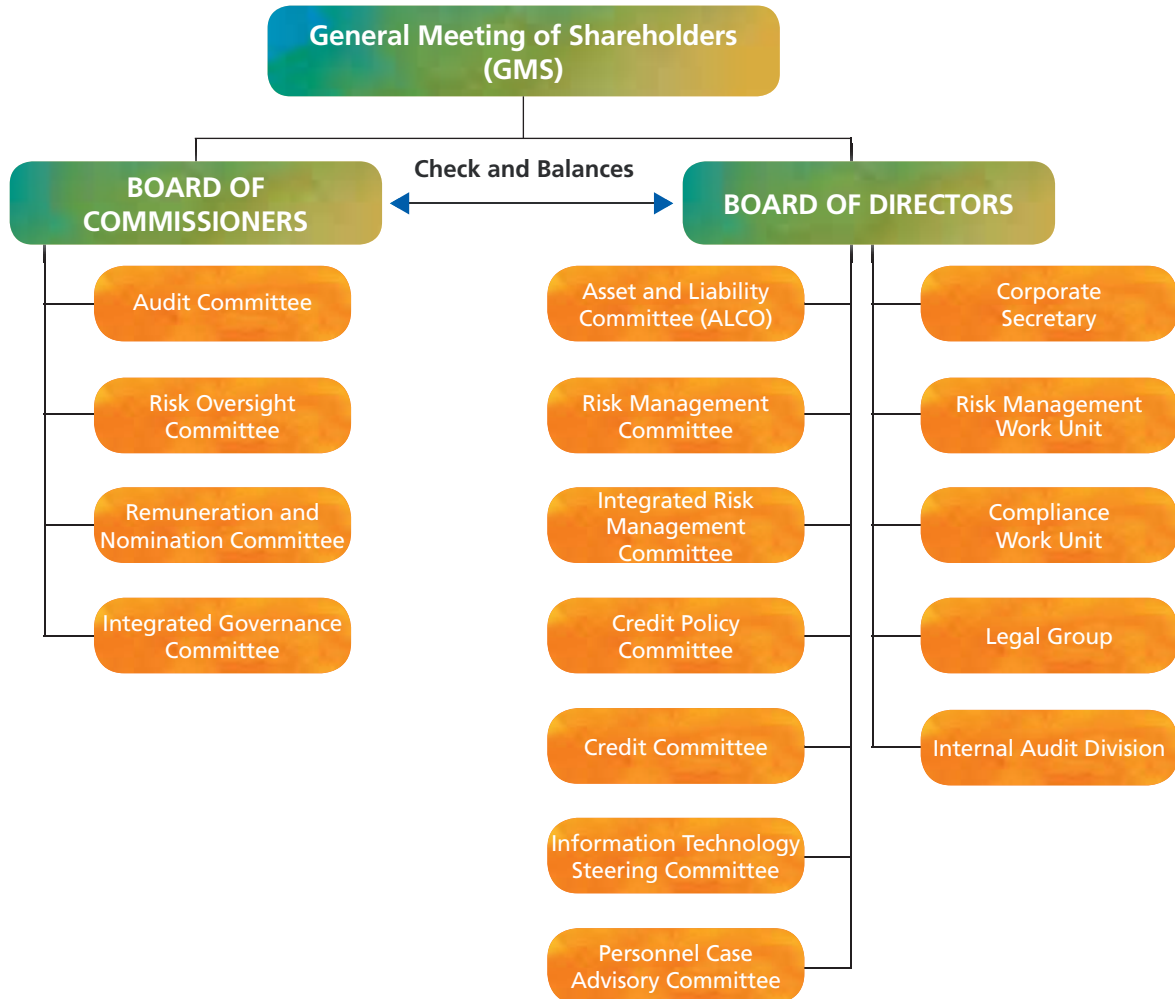 General Meeting of Shareholders
(GMS)
Check and Balances
BOARD OF
COMMISSIONERS
BOARD OF DIRECTORS
Audit Committee
Risk Oversight
Committee
Remuneration and
Nomination Committee
Integrated Governance
Committee
Asset and Liability
Committee (ALCO)
Risk Management
Committee
Integrated Risk
Management
Committee
Credit Policy
Committee
Credit Committee
Information Technology
Steering Committee
Personnel Case
Advisory Committee
Corporate
Secretary
Risk Management
Work Unit
Compliance
Work Unit
Legal Group
Internal Audit Division